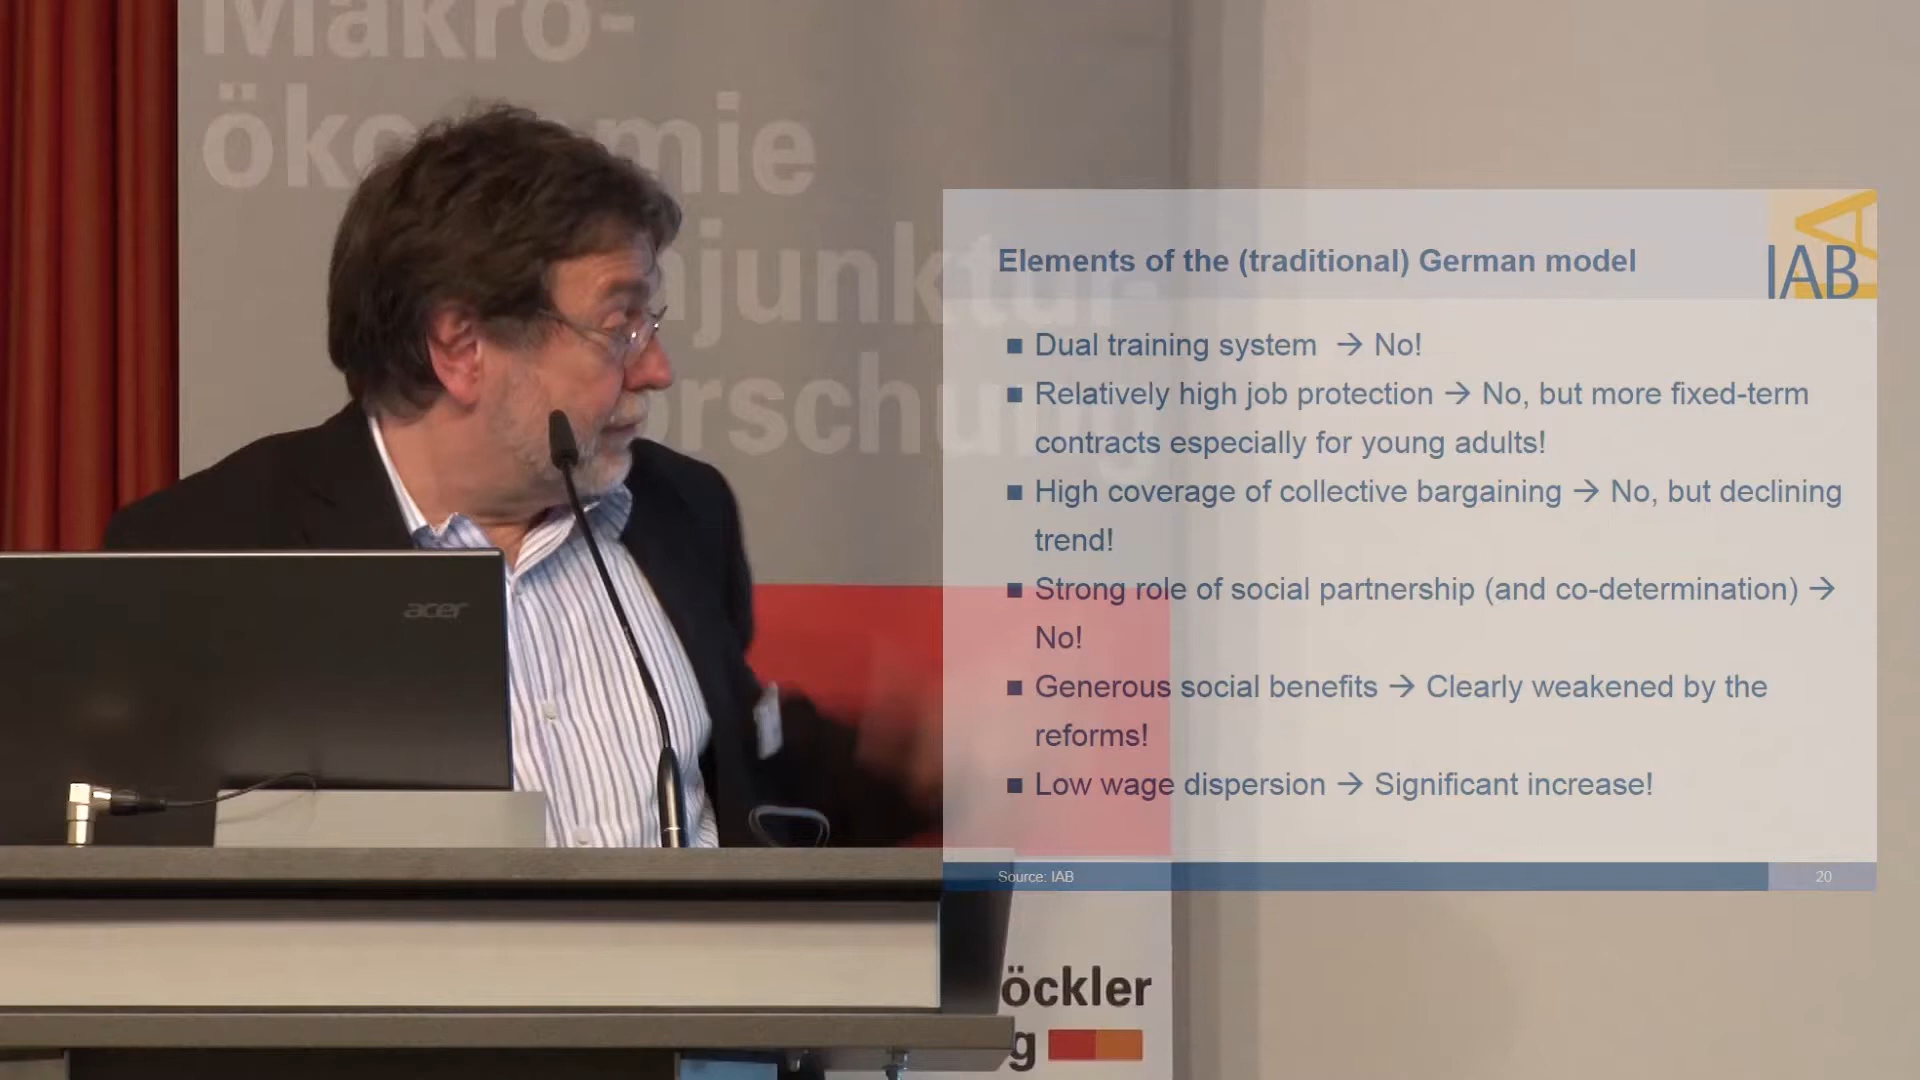 Makro-
öko mie
njunktur-
orschung
acer
Elements of the (traditional) German model
IAB
■ Dual training system → No!
■ Relatively high job protection → No, but more fixed-term
contracts especially for young adults!
■ High coverage of collective bargaining → No, but declining
trend!
■ Strong role of social partnership (and co-determination) →
No!
■ Generous social benefits → Clearly weakened by the
reforms!
■ Low wage dispersion → Significant increase!
Source: IAB
20
öckler
g